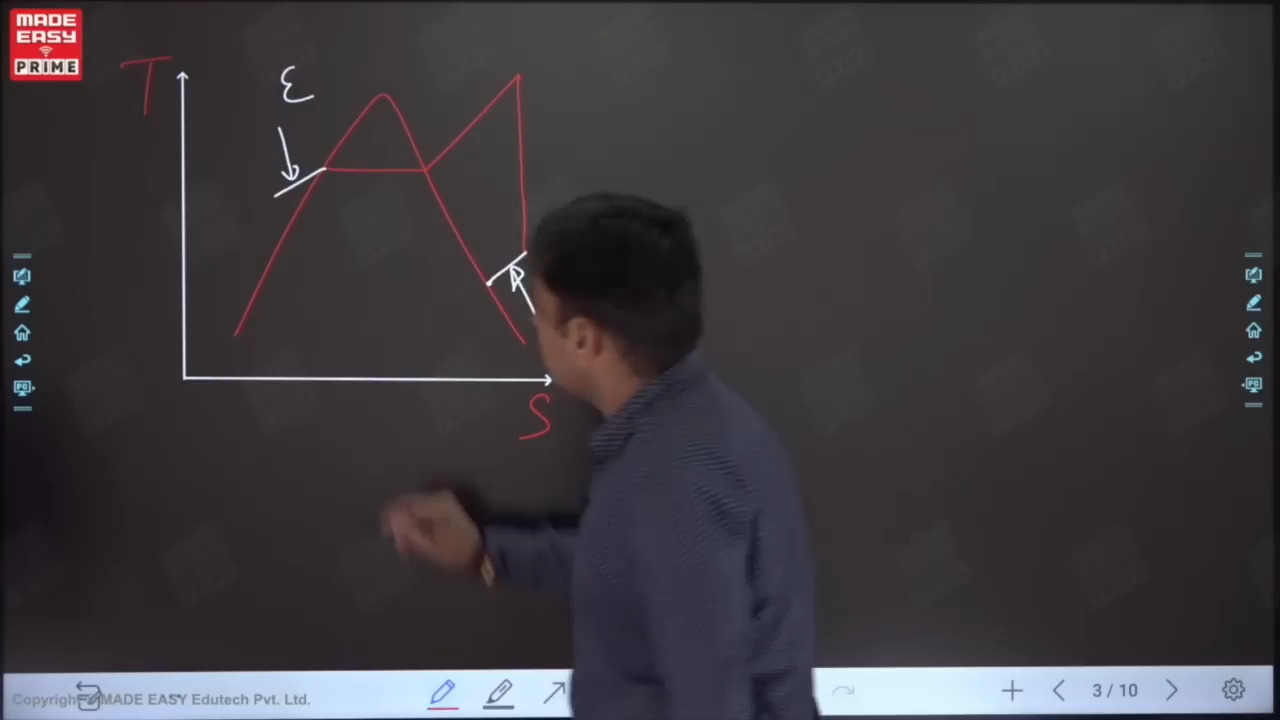 MADE
EASY
PRIME
T
ε
S
Copyright © MADE EASY Edutech Pvt. Ltd.
3 / 10